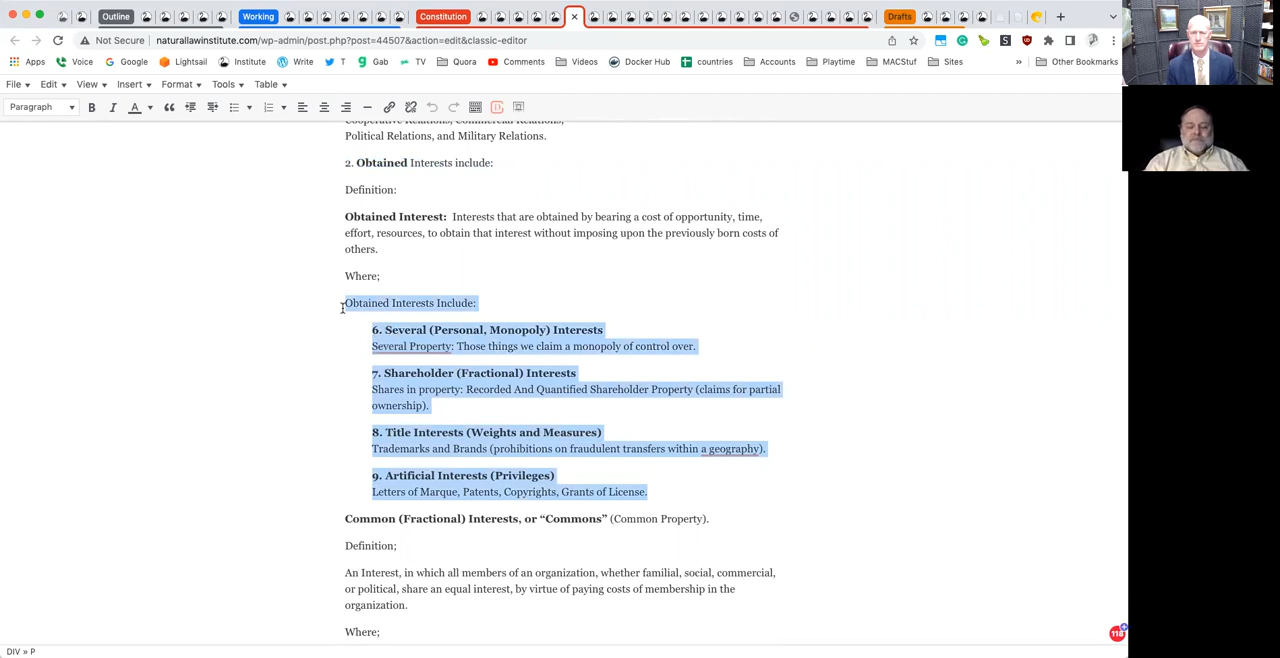 Outline
Working
Constitution
Drafts
Not Secure
naturallawinstitute.com/wp-admin/post.php?post=44507&action=edit&classic-editor
Apps
Voice
Google
Lightsail
Institute
Write
T
Gab
TV
Quora
Comments
Videos
Docker Hub
countries
Accounts
Playtime
MACStuf
Sites
»
Other Bookmarks
File
Edit
View
Insert
Format
Tools
Table
Paragraph
B
I
A
Cooperative Relations, Commercial Relations,
Political Relations, and Military Relations.
2. Obtained Interests include:
Definition:
Obtained Interest: Interests that are obtained by bearing a cost of opportunity, time,
effort, resources, to obtain that interest without imposing upon the previously born costs of
others.
Where;
Obtained Interests Include:
6. Several (Personal, Monopoly) Interests
Several Property: Those things we claim a monopoly of control over.
7. Shareholder (Fractional) Interests
Shares in property: Recorded And Quantified Shareholder Property (claims for partial
ownership).
8. Title Interests (Weights and Measures)
Trademarks and Brands (prohibitions on fraudulent transfers within a geography).
9. Artificial Interests (Privileges)
Letters of Marque, Patents, Copyrights, Grants of License.
Common (Fractional) Interests, or “Commons” (Common Property).
Definition;
An Interest, in which all members of an organization, whether familial, social, commercial,
or political, share an equal interest, by virtue of paying costs of membership in the
organization.
Where;
118
DIV » P